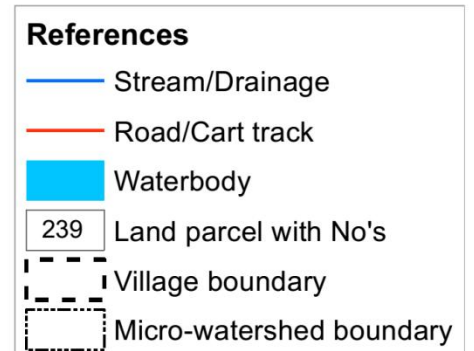 References
Stream/Drainage
Road/Cart track
Waterbody
239 Land parcel with No's
Village boundary
Micro-watershed boundary